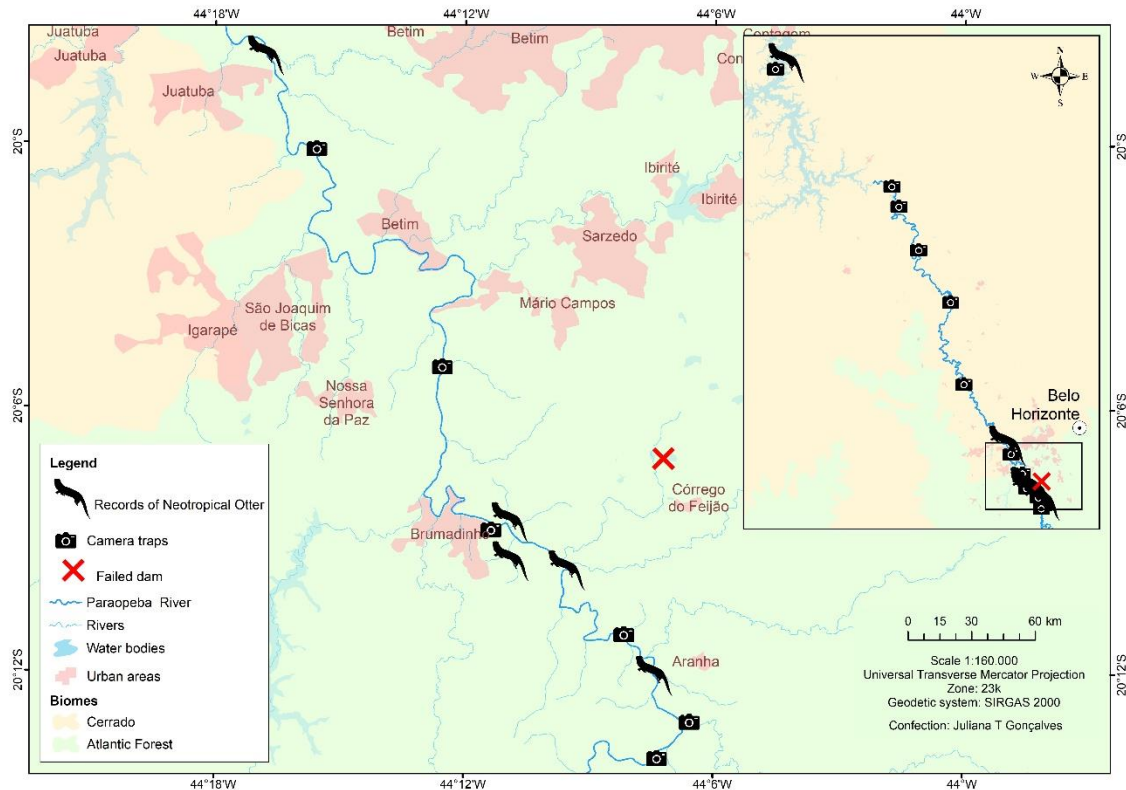 44°18'W
44°12'W
44°W
Juatuba
Betim
Betim
Contagem
Juatuba
Con
Juatuba
N
W
E
S
20°S
20°S
Ibirité
Ibirité
Betim
Sarzedo
São Joaquim
de Bicas
Mário Campos
Igarapé
Nossa
Senhora
da Paz
Belo
Horizonte
20°6'S
20°6'S
Legend
Records of Neotropical Otter
Camera traps
Failed dam
Paraopeba River
Rivers
Water bodies
Urban areas
Biomes
Cerrado
Atlantic Forest
Córrego
do Feijão
Brumadinho
Aranha
0 15 30 60 km
Scale 1:160.000
Universal Transverse Mercator Projection
Zone: 23k
Geodetic system: SIRGAS 2000
Confection: Juliana T Gonçalves
20°12'S
20°12'S
44°18'W
44°12'W
44°6'W
44°W